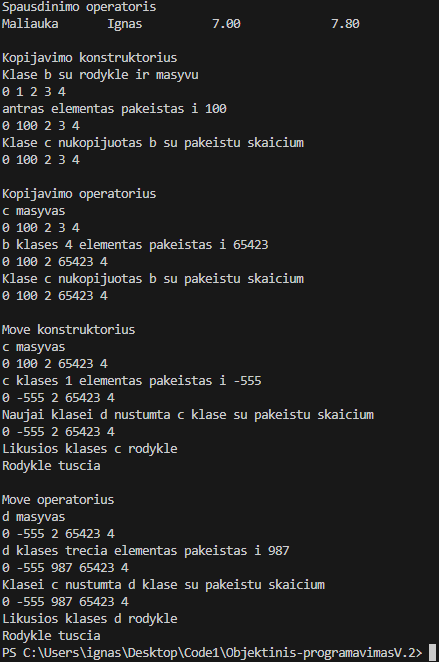 Spausdinimo operatoris
Maliauka Ignas 7.00 7.80
Kopijavimo konstruktorius
Klase b su rodykle ir masyvu
0 1 2 3 4
antras elementas pakeistas i 100
0 100 2 3 4
Klase c nukopijuotas b su pakeistu skaicium
0 100 2 3 4
Kopijavimo operatorius
c masyvas
0 100 2 3 4
b klases 4 elementas pakeistas i 65423
0 100 2 65423 4
Klase c nukopijuotas b su pakeistu skaicium
0 100 2 65423 4
Move konstruktorius
c masyvas
0 100 2 65423 4
c klases 1 elementas pakeistas i -555
0 -555 2 65423 4
Naujai klasei d nustumta c klase su pakeistu skaicium
0 -555 2 65423 4
Likusios klases c rodykle
Rodykle tuscia
Move operatorius
d masyvas
0 -555 2 65423 4
d klases trecia elementas pakeistas i 987
0 -555 987 65423 4
Klasei c nustumta d klase su pakeistu skaicium
0 -555 987 65423 4
Likusios klases d rodykle
Rodykle tuscia
PS C:\Users\ignas\Desktop\Code1\Objektinis-programavimasV.2>